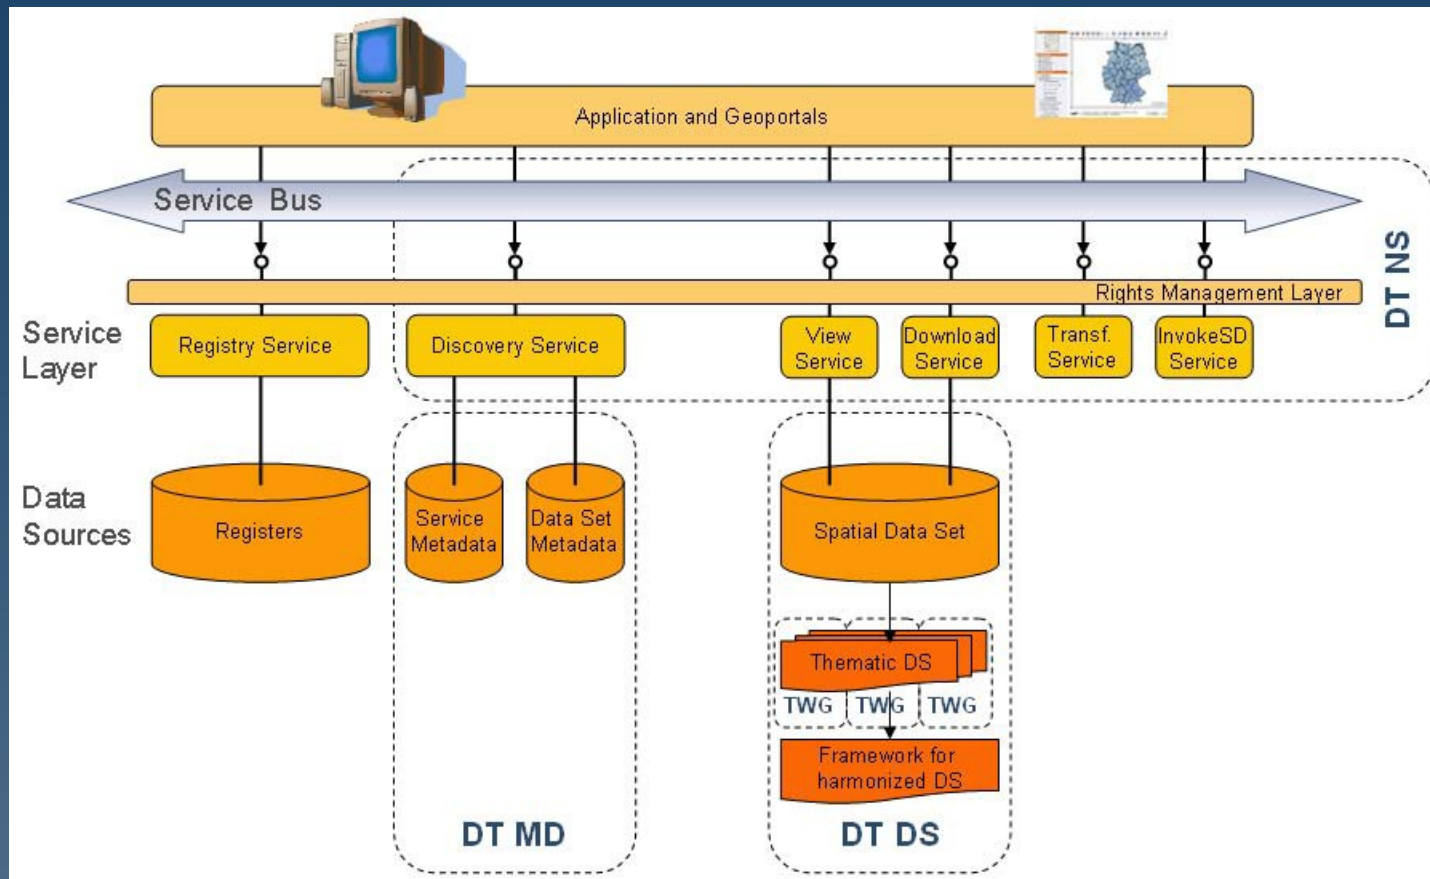 Application and Geoportals
Service Bus
DT NS
Rights Management Layer
Service
Layer
Registry Service
Discovery Service
View
Service
Download
Service
Transf.
Service
InvokeSD
Service
Data
Sources
Registers
Service
Metadata
Data Set
Metadata
Spatial Data Set
Thematic DS
TWG TWG TWG
Framework for
harmonized DS
DT MD
DT DS